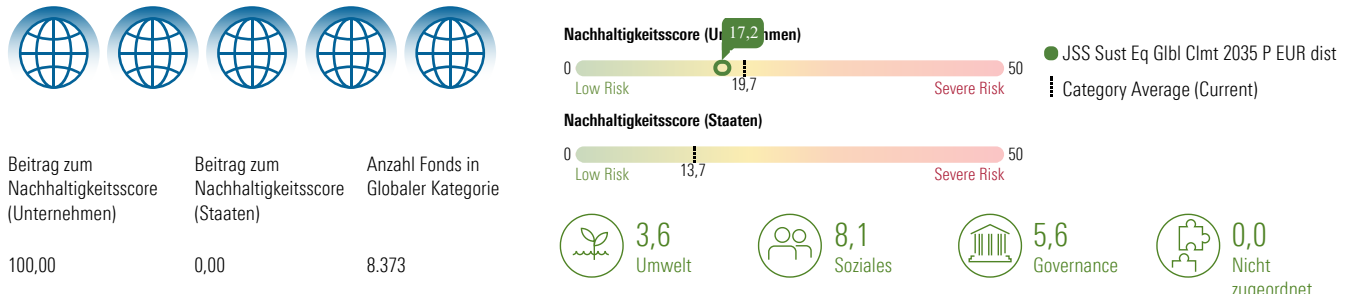 Beitrag zum
Nachhaltigkeitsscore
(Unternehmen)
100,00
Beitrag zum
Nachhaltigkeitsscore
(Staaten)
0,00
Anzahl Fonds in
Globaler Kategorie
8.373
Nachhaltigkeitsscore (Un hmen)
17,2
0
50
Low Risk
19,7
Severe Risk
Nachhaltigkeitsscore (Staaten)
0
50
Low Risk
13,7
Severe Risk
JSS Sust Eq Glbl Clmt 2035 P EUR dist
Category Average (Current)
3,6
Umwelt
8,1
Soziales
5,6
Governance
0,0
Nicht
zugeordnet